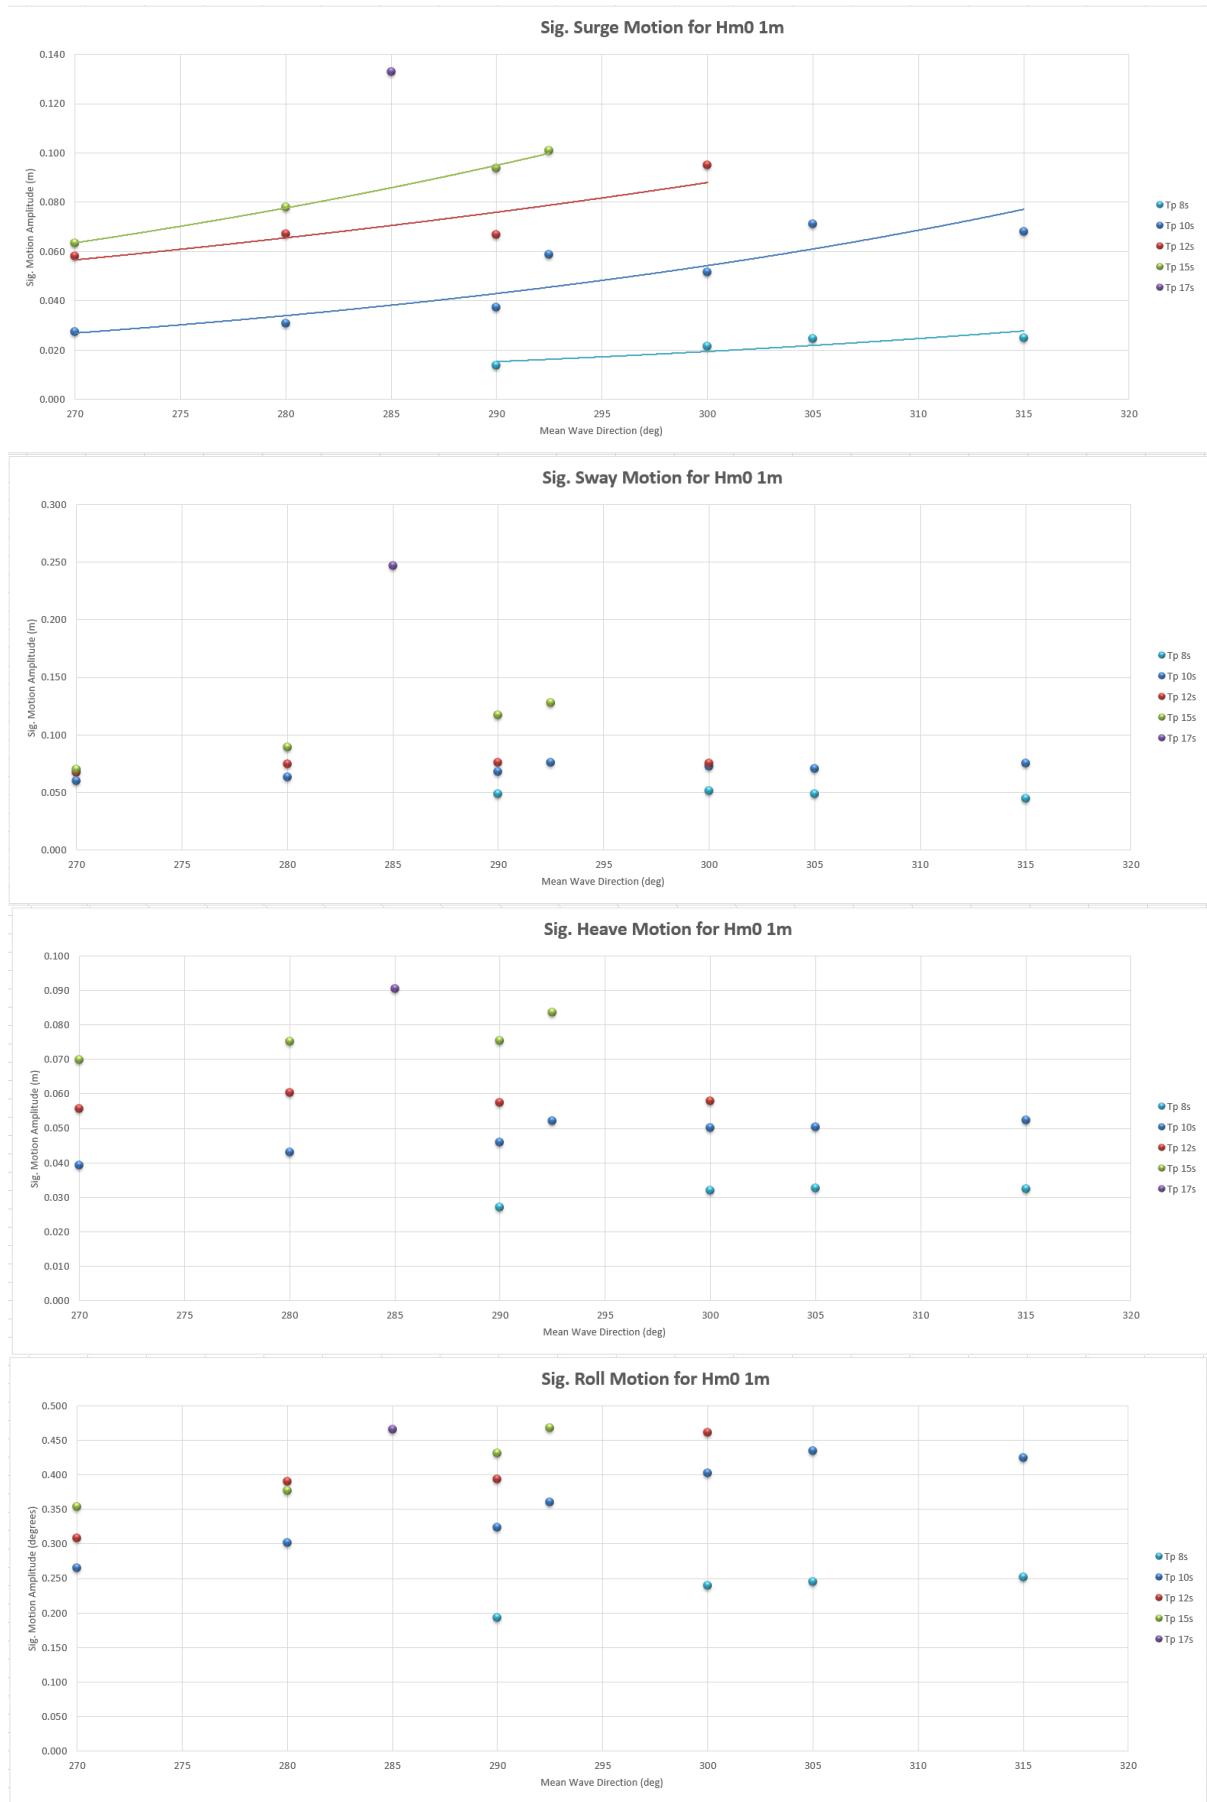 Sig. Surge Motion for Hm0 1m
0.140
0.120
0.100
0.080
0.060
0.040
0.020
0.000
Sig. Motion Amplitude (m)
270 275 280 285 290 295 300 305 310 315 320
Mean Wave Direction (deg)
Tp 8s
Tp 10s
Tp 12s
Tp 15s
Tp 17s
Sig. Sway Motion for Hm0 1m
0.300
0.250
0.200
0.150
0.100
0.050
0.000
Sig. Motion Amplitude (m)
270 275 280 285 290 295 300 305 310 315 320
Mean Wave Direction (deg)
Tp 8s
Tp 10s
Tp 12s
Tp 15s
Tp 17s
Sig. Heave Motion for Hm0 1m
0.100
0.090
0.080
0.070
0.060
0.050
0.040
0.030
0.020
0.010
0.000
Sig. Motion Amplitude (m)
270 275 280 285 290 295 300 305 310 315 320
Mean Wave Direction (deg)
Tp 8s
Tp 10s
Tp 12s
Tp 15s
Tp 17s
Sig. Roll Motion for Hm0 1m
0.500
0.450
0.400
0.350
0.300
0.250
0.200
0.150
0.100
0.050
0.000
Sig. Motion Amplitude (degrees)
270 275 280 285 290 295 300 305 310 315 320
Mean Wave Direction (deg)
Tp 8s
Tp 10s
Tp 12s
Tp 15s
Tp 17s